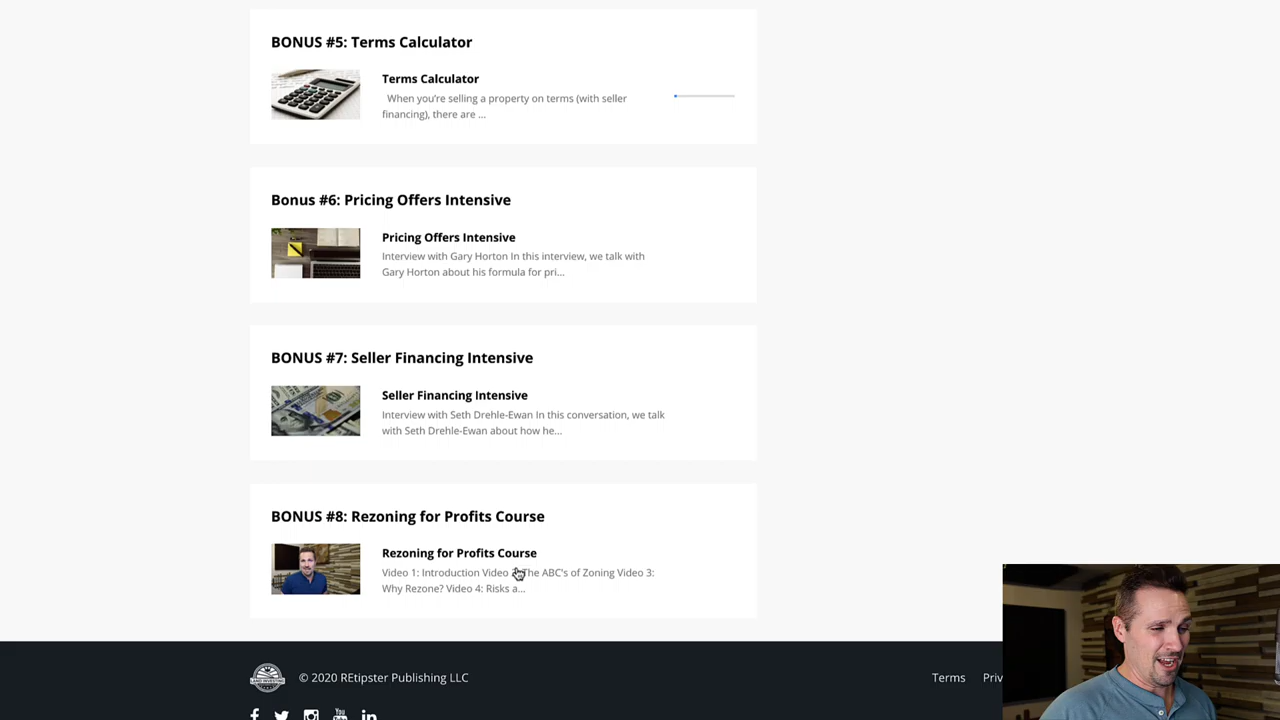 BONUS #5: Terms Calculator
Terms Calculator
When you're selling a property on terms (with seller
financing), there are ...
Bonus #6: Pricing Offers Intensive
Pricing Offers Intensive
Interview with Gary Horton In this interview, we talk with
Gary Horton about his formula for pri...
BONUS #7: Seller Financing Intensive
Seller Financing Intensive
Interview with Seth Drehle-Ewan In this conversation, we talk
with Seth Drehle-Ewan about how he...
BONUS #8: Rezoning for Profits Course
Rezoning for Profits Course
Video 1: Introduction Video The ABC's of Zoning Video 3:
Why Rezone? Video 4: Risks a...
© 2020 REtipster Publishing LLC
Terms Priv
You